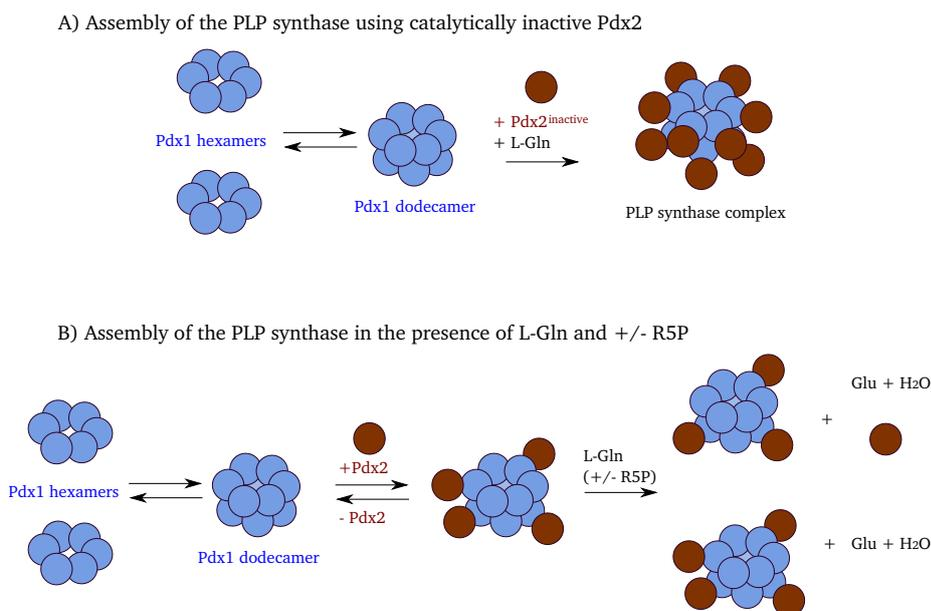 A) Assembly of the PLP synthase using catalytically inactive Pdx2
Pdx1 hexamers
Pdx1 dodecamer
+ Pdx2inactive
+ L-Gln
PLP synthase complex
B) Assembly of the PLP synthase in the presence of L-Gln and +/- R5P
Pdx1 hexamers
Pdx1 dodecamer
+Pdx2
- Pdx2
L-Gln
(+/- R5P)
Glu + H2O
+
+ Glu + H2O